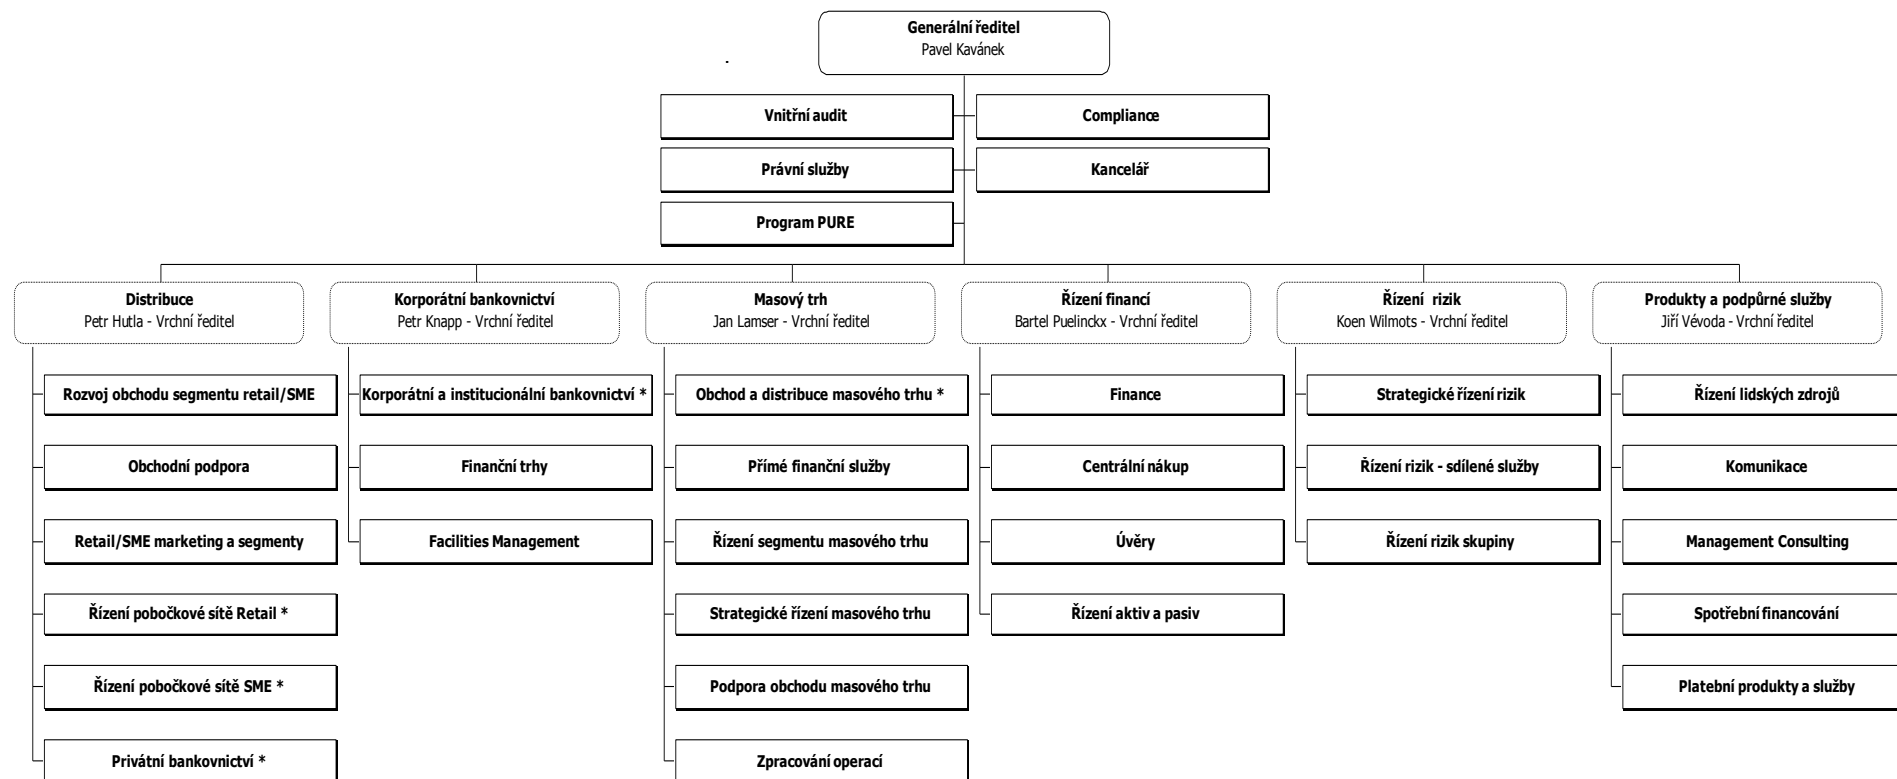 Generální ředitel
Pavel Kavánek
Vnitřní audit
Compliance
Právní služby
Kancelář
Program PURE
Distribuce
Petr Hutla - Vrchní ředitel
Korporátní bankovnictví
Petr Knapp - Vrchní ředitel
Masový trh
Jan Lamser - Vrchní ředitel
Řízení financí
Bartel Puelinckx - Vrchní ředitel
Řízení rizik
Koen Wilmots - Vrchní ředitel
Produkty a podpůrné služby
Jiří Vévoda - Vrchní ředitel
Rozvoj obchodu segmentu retail/SME
Obchodní podpora
Retail/SME marketing a segmenty
Řízení pobočkové sítě Retail *
Řízení pobočkové sítě SME *
Privátní bankovnictví *
Korporátní a institucionální bankovnictví *
Finanční trhy
Facilities Management
Obchod a distribuce masového trhu *
Přímé finanční služby
Řízení segmentu masového trhu
Strategické řízení masového trhu
Podpora obchodu masového trhu
Zpracování operací
Finance
Centrální nákup
Úvěry
Řízení aktiv a pasiv
Strategické řízení rizik
Řízení rizik - sdílené služby
Řízení rizik skupiny
Řízení lidských zdrojů
Komunikace
Management Consulting
Spotřební financování
Platební produkty a služby